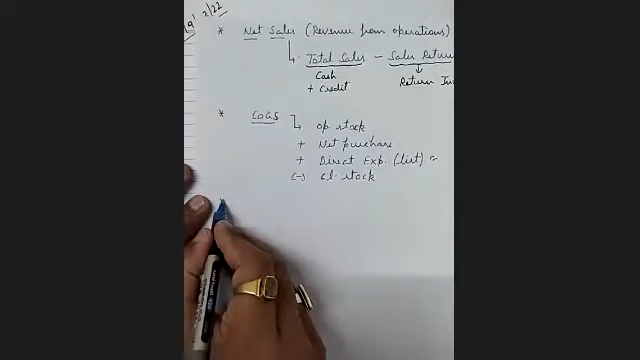 19' 2/22
* Net Sales (Revenue from operations)
Total Sales - Sales Return
Cash
+ Credit
Return
* COGS
op stock
+ Net purchase
+ Direct Exp. (list)
(-) cl. stock